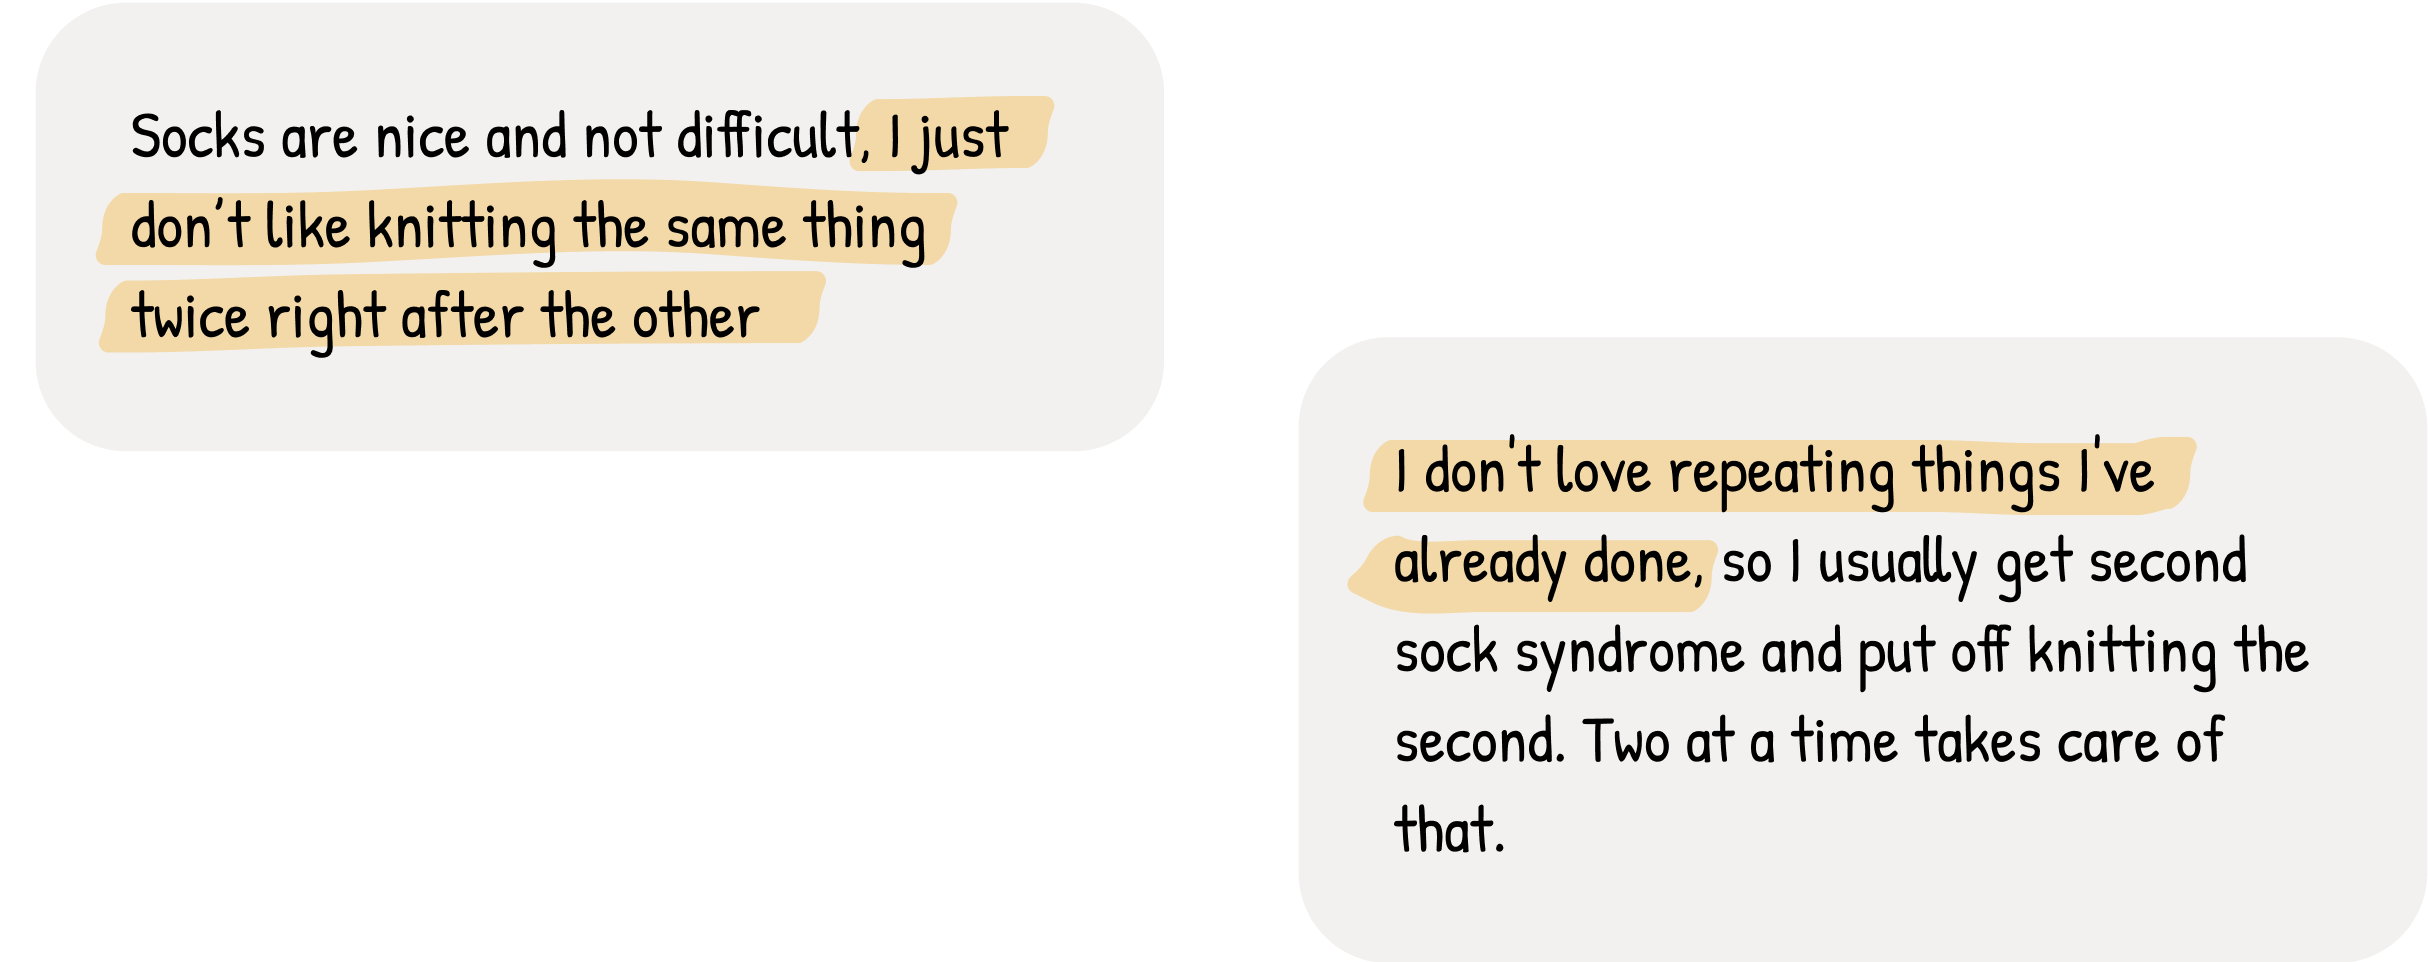 Socks are nice and not difficult, I just
don't like knitting the same thing
twice right after the other
I don't love repeating things I've
already done, so I usually get second
sock syndrome and put off knitting the
second. Two at a time takes care of
that.